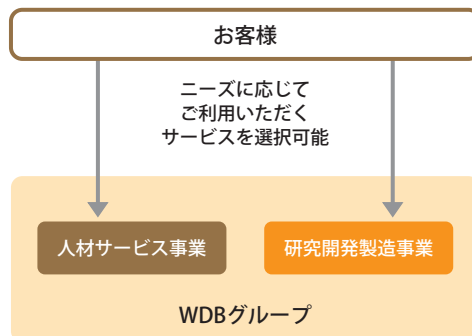 お客様
ニーズに応じて
ご利用いただく
サービスを選択可能
人材サービス事業
研究開発製造事業
WDBグループ